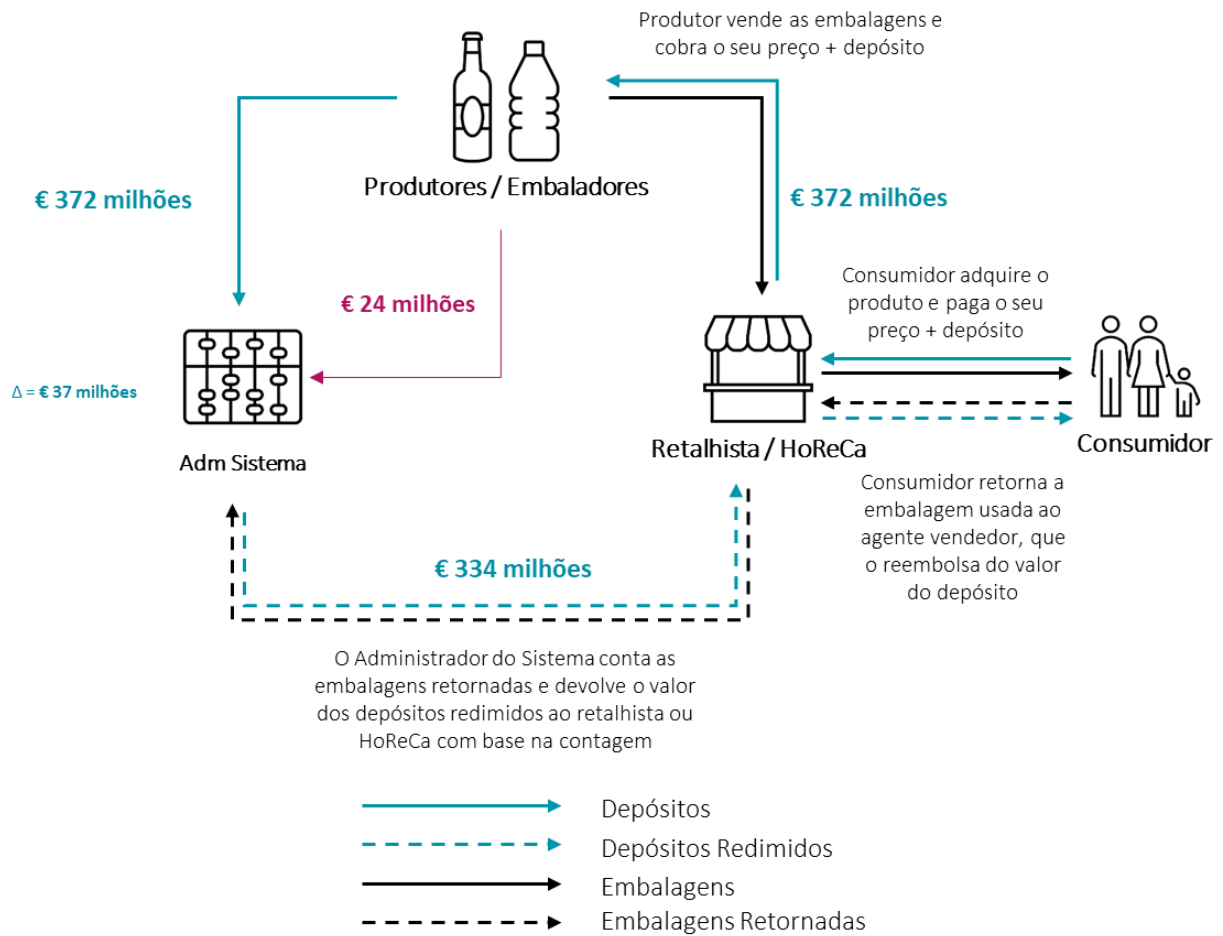 Produtor vende as embalagens e
cobra o seu preço + depósito
Produtores / Embaladores
€ 372 milhões
€ 372 milhões
€ 24 milhões
Consumidor adquire o
produto e paga o seu
preço + depósito
Δ = € 37 milhões
Adm Sistema
Retalhista / HoReCa
Consumidor
Consumidor retorna a
embalagem usada ao
agente vendedor, que
o reembolsa do valor
do depósito
€ 334 milhões
O Administrador do Sistema conta as
embalagens retornadas e devolve o valor
dos depósitos redimidos ao retalhista ou
HoReCa com base na contagem
Depósitos
Depósitos Redimidos
Embalagens
Embalagens Retornadas